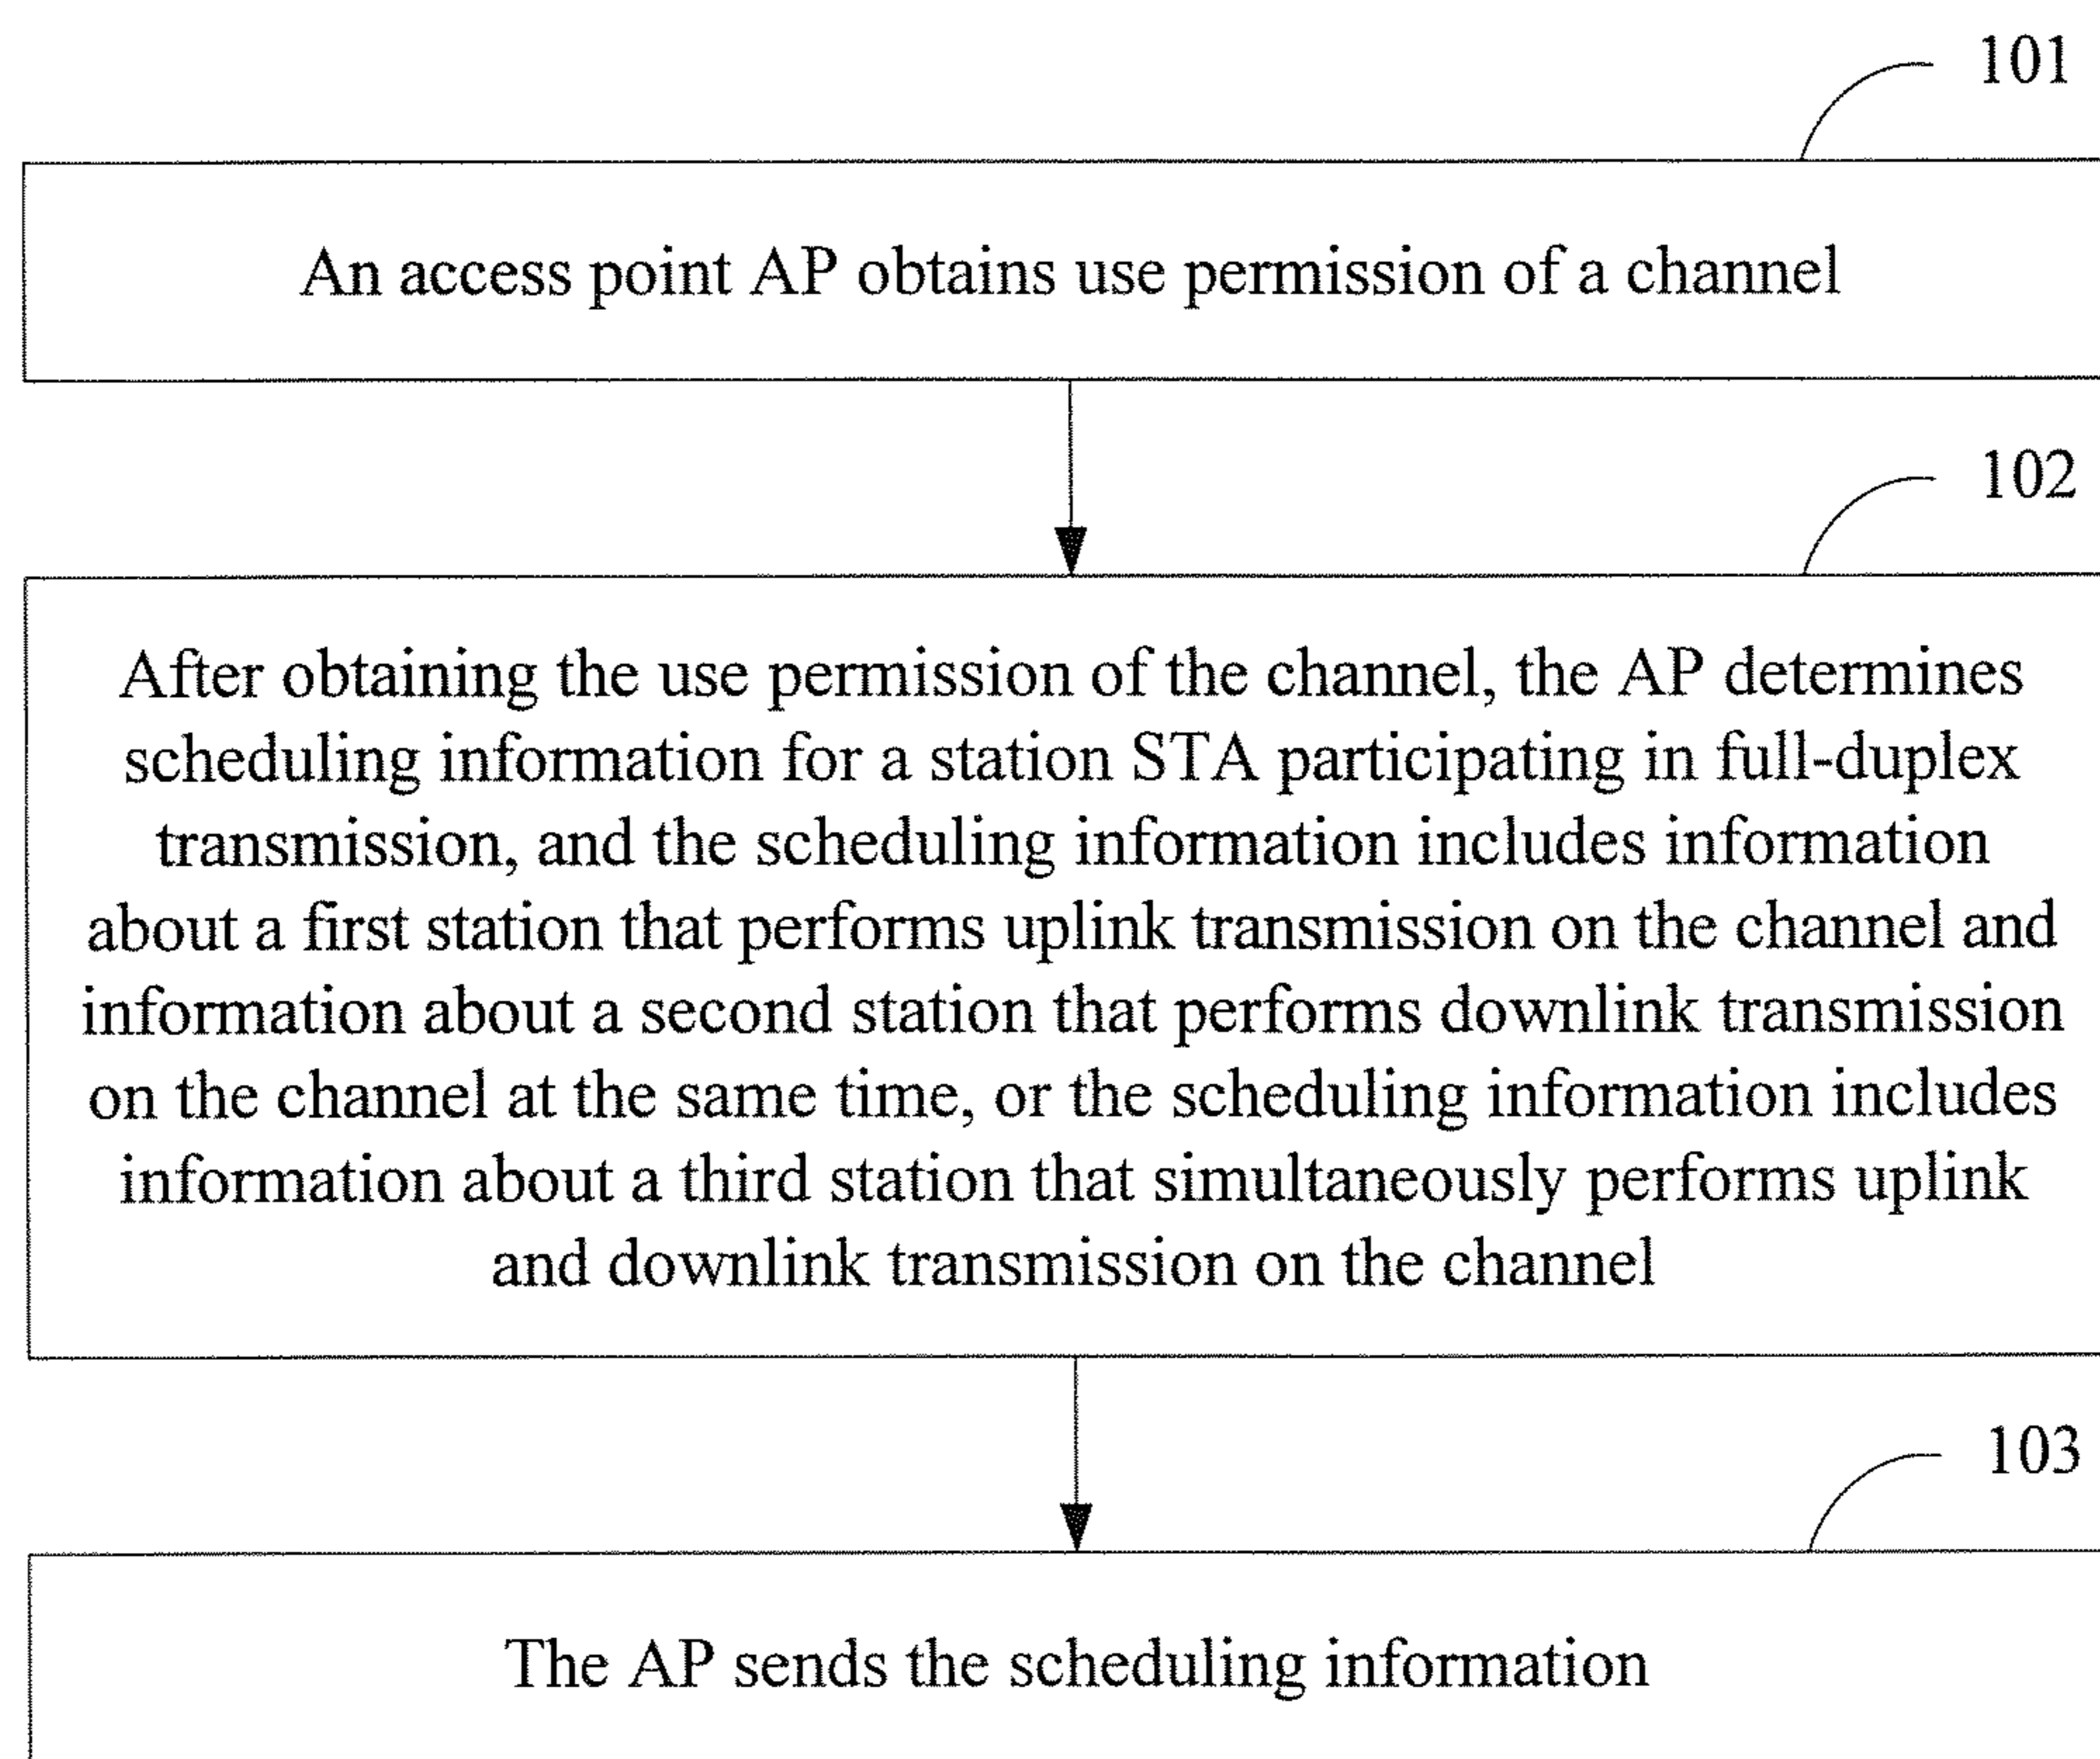 101
An access point AP obtains use permission of a channel
102
After obtaining the use permission of the channel, the AP determines
scheduling information for a station STA participating in full-duplex
transmission, and the scheduling information includes information
about a first station that performs uplink transmission on the channel and
information about a second station that performs downlink transmission
on the channel at the same time, or the scheduling information includes
information about a third station that simultaneously performs uplink
and downlink transmission on the channel
103
The AP sends the scheduling information